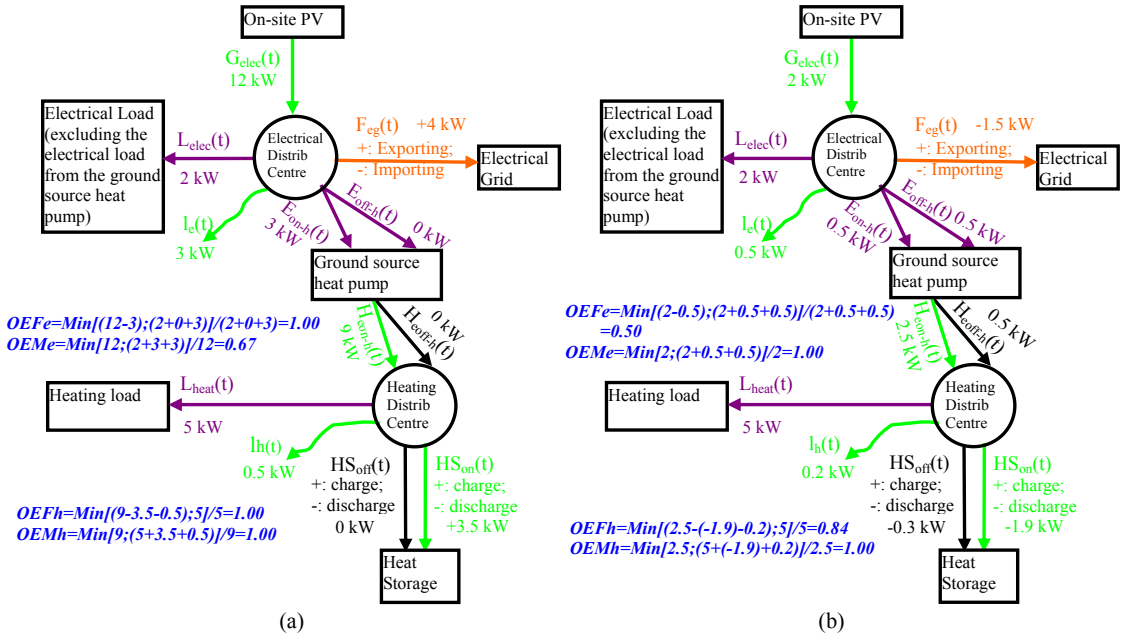 On-site PV
Gelec(t)
12 kW
Electrical Load
(excluding the
electrical load
from the ground
source heat
pump)
Lelec(t)
2 kW
Electrical
Distrib
Centre
Feg(t) +4 kW
+: Exporting;
-: Importing
Electrical
Grid
le(t)
3 kW
Eon-h(t)
3 kW
Eoff-h(t) 0 kW
Ground source
heat pump
OEFe=Min[(12-3);(2+0+3)]/(2+0+3)=1.00
OEMe=Min[12;(2+3+3)]/12=0.67
Heon-h(t)
9 kW
0 kW
Heoff-h(t)
Heating load
Lheat(t)
5 kW
Heating
Distrib
Centre
lh(t)
0.5 kW
HSoff(t)
+: charge;
-: discharge
0 kW
HSon(t)
+: charge;
-: discharge
+3.5 kW
OEFh=Min[(9-3.5-0.5);5]/5=1.00
OEMh=Min[9;(5+3.5+0.5)]/9=1.00
Heat
Storage
(a)
On-site PV
Gelec(t)
2 kW
Electrical Load
(excluding the
electrical load
from the ground
source heat
pump)
Lelec(t)
2 kW
Electrical
Distrib
Centre
Feg(t) -1.5 kW
+: Exporting;
-: Importing
Electrical
Grid
le(t)
0.5 kW
Eon-h(t)
0.5 kW
Eoff-h(t) 0.5 kW
Ground source
heat pump
OEFe=Min[(2-0.5);(2+0.5+0.5)]/(2+0.5+0.5)
=0.50
OEMe=Min[2;(2+0.5+0.5)]/2=1.00
Heon-h(t)
2.5 kW
0.5 kW
Heoff-h(t)
Heating load
Lheat(t)
5 kW
Heating
Distrib
Centre
lh(t)
0.2 kW
HSoff(t)
+: charge;
-: discharge
-0.3 kW
HSon(t)
+: charge;
-: discharge
-1.9 kW
OEFh=Min[(2.5-(-1.9)-0.2);5]/5=0.84
OEMh=Min[2.5;(5+(-1.9)+0.2)]/2.5=1.00
Heat
Storage
(b)